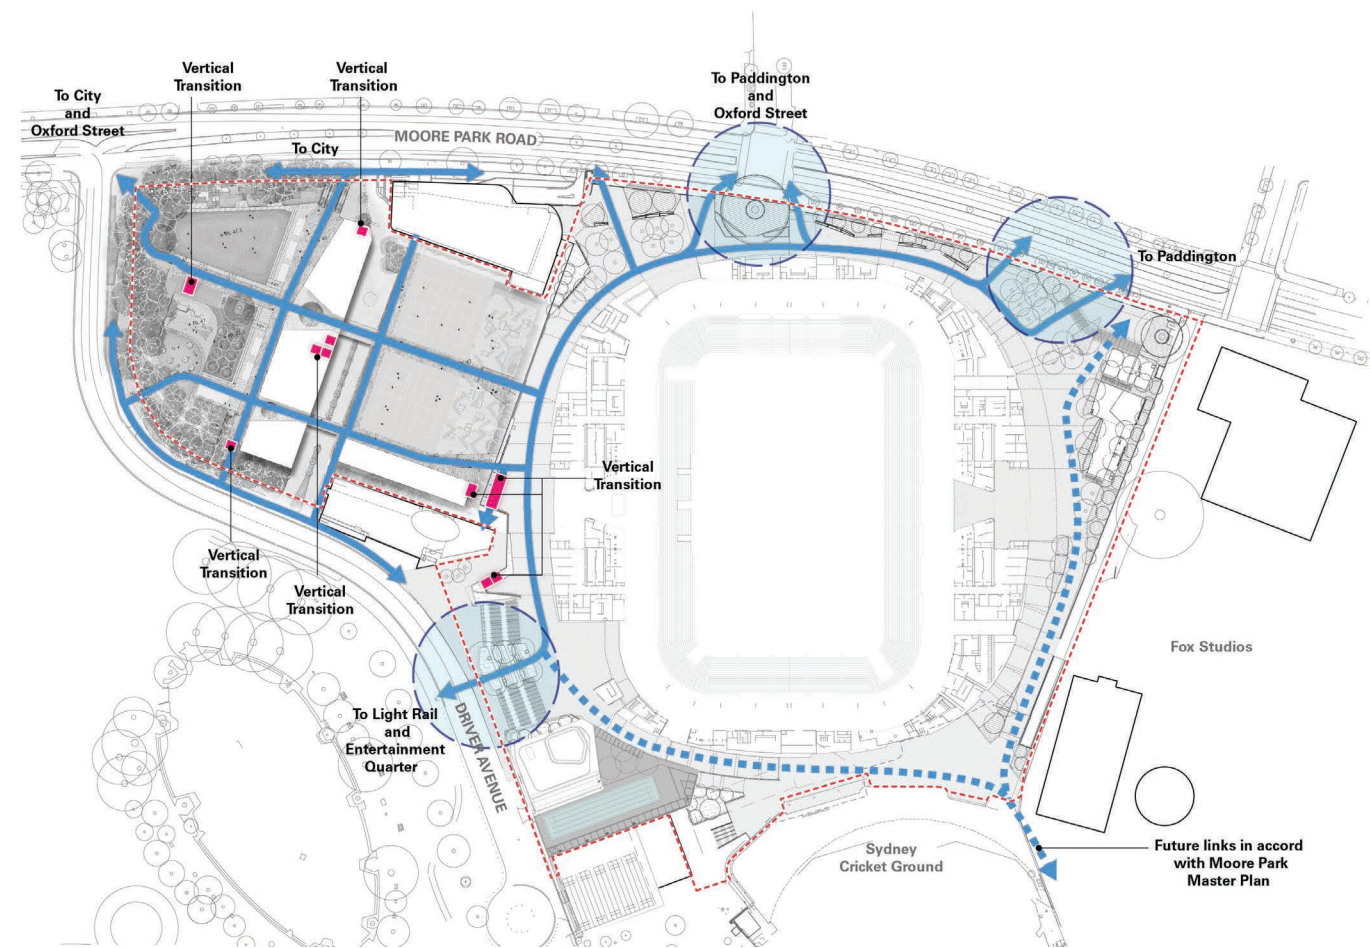 Vertical
Transition
Vertical
Transition
To Paddington
and
Oxford Street
To City
and
Oxford Street
MOORE PARK ROAD
To City
To Paddington
Vertical
Transition
Vertical
Transition
Vertical
Transition
Fox Studios
To Light Rail
and
Entertainment
Quarter
DRIVER AVENUE
Sydney
Cricket Ground
Future links in accord
with Moore Park
Master Plan